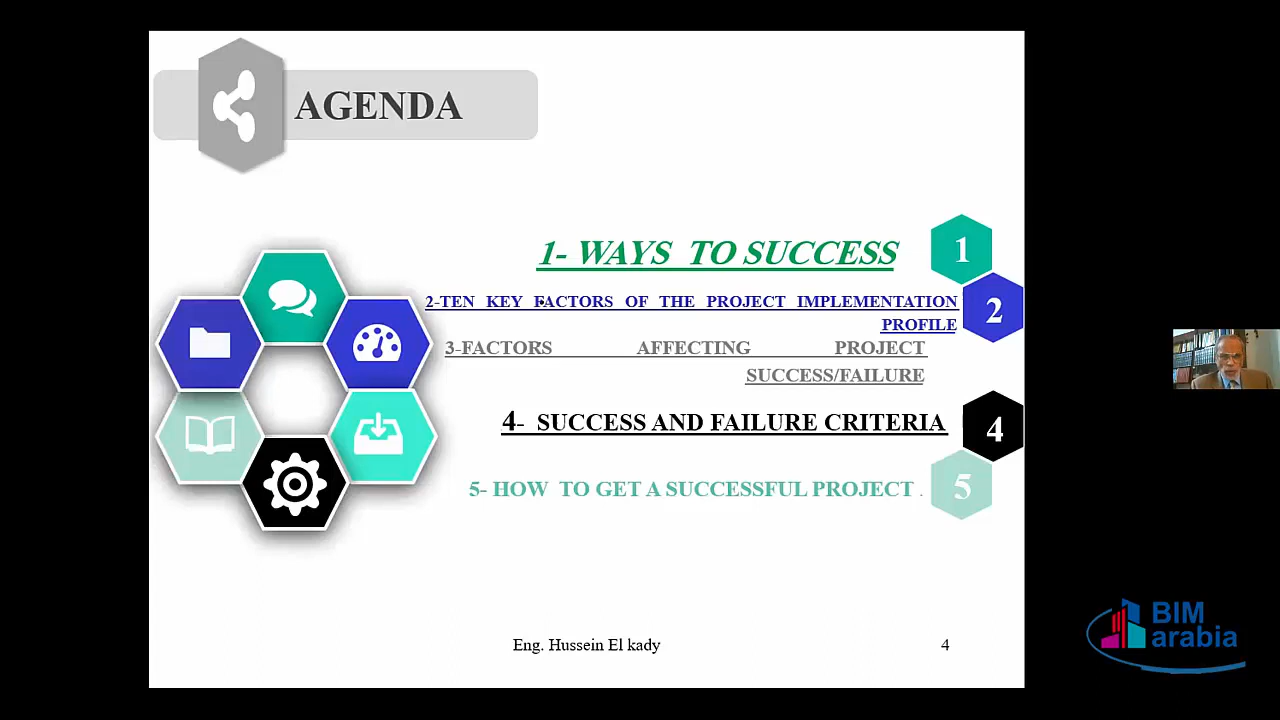 AGENDA
1- WAYS TO SUCCESS
1
2-TEN KEY FACTORS OF THE PROJECT IMPLEMENTATION
PROFILE
2
3-FACTORS AFFECTING PROJECT
SUCCESS/FAILURE
4- SUCCESS AND FAILURE CRITERIA
4
5- HOW TO GET A SUCCESSFUL PROJECT .
5
Eng. Hussein El kady
4
BIM
arabia